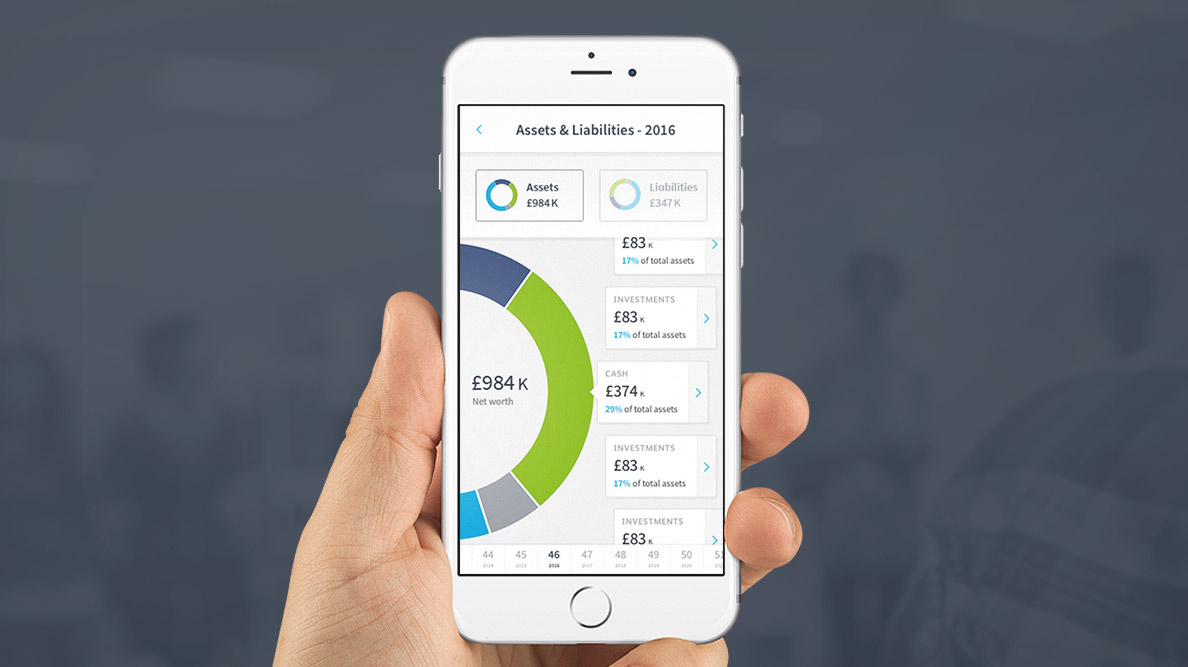 Assets & Liabilities - 2016
Assets
£984 K
Liabilities
£347 K
£83 K
17% of total assets
INVESTMENTS
£83 K
17% of total assets
£984 K
Net worth
CASH
£374 K
29% of total assets
INVESTMENTS
£83 K
17% of total assets
INVESTMENTS
£83 K
44 45 46 47 48 49 50 51
2014 2015 2016 2017 2018 2019 2020